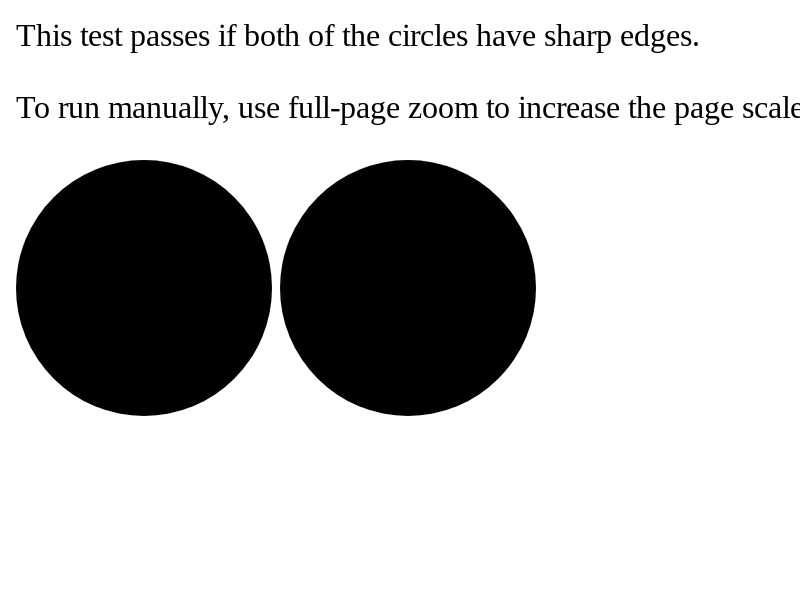 This test passes if both of the circles have sharp edges.
To run manually, use full-page zoom to increase the page scale